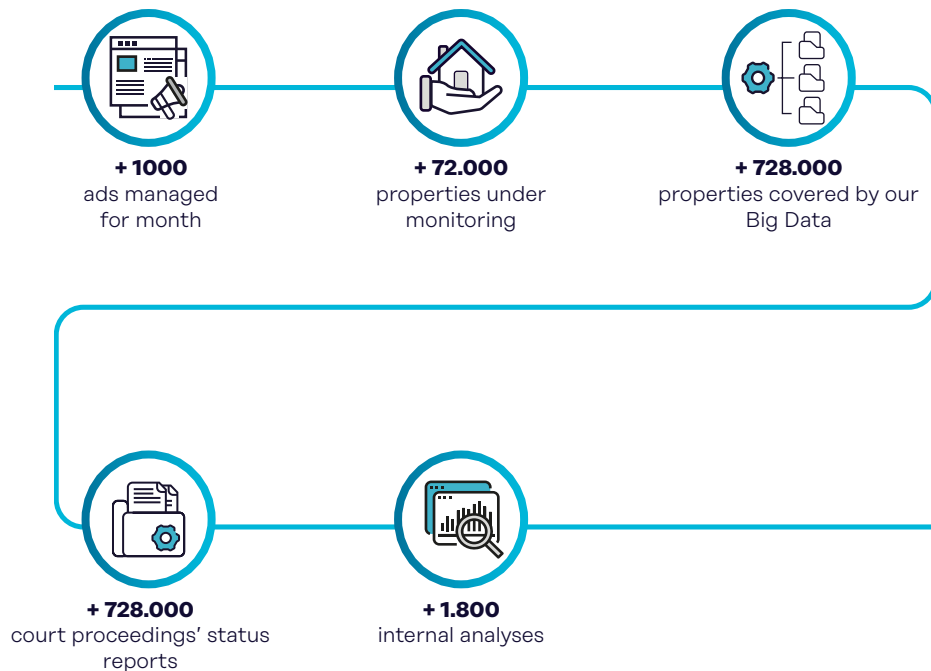 + 1000
ads managed
for month
+ 72.000
properties under
monitoring
+ 728.000
properties covered by our
Big Data
+ 728.000
court proceedings' status
reports
+ 1.800
internal analyses